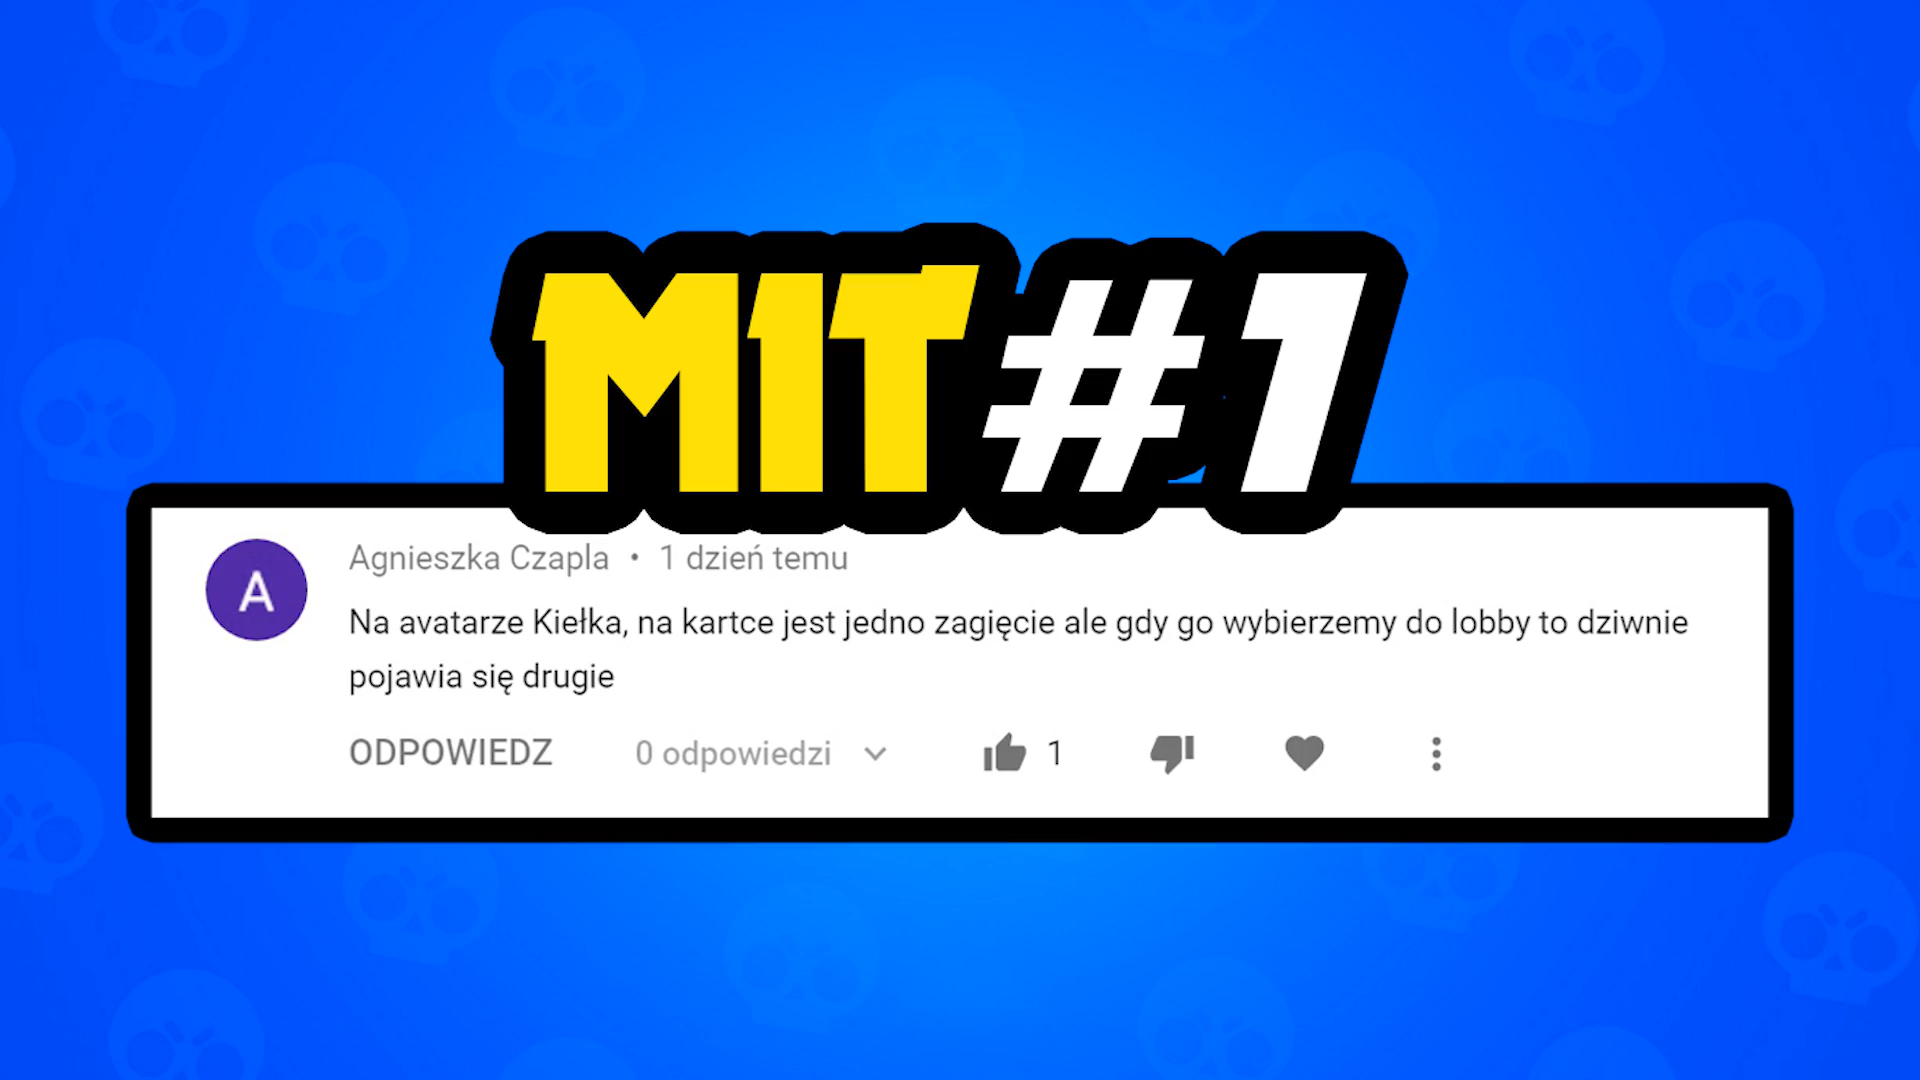 MIT#1
Agnieszka Czapla • 1 dzień temu
Na avatarze Kiełka, na kartce jest jedno zagięcie ale gdy go wybierzemy do lobby to dziwnie
pojawia się drugie
ODPOWIEDZ 0 odpowiedzi 1
A